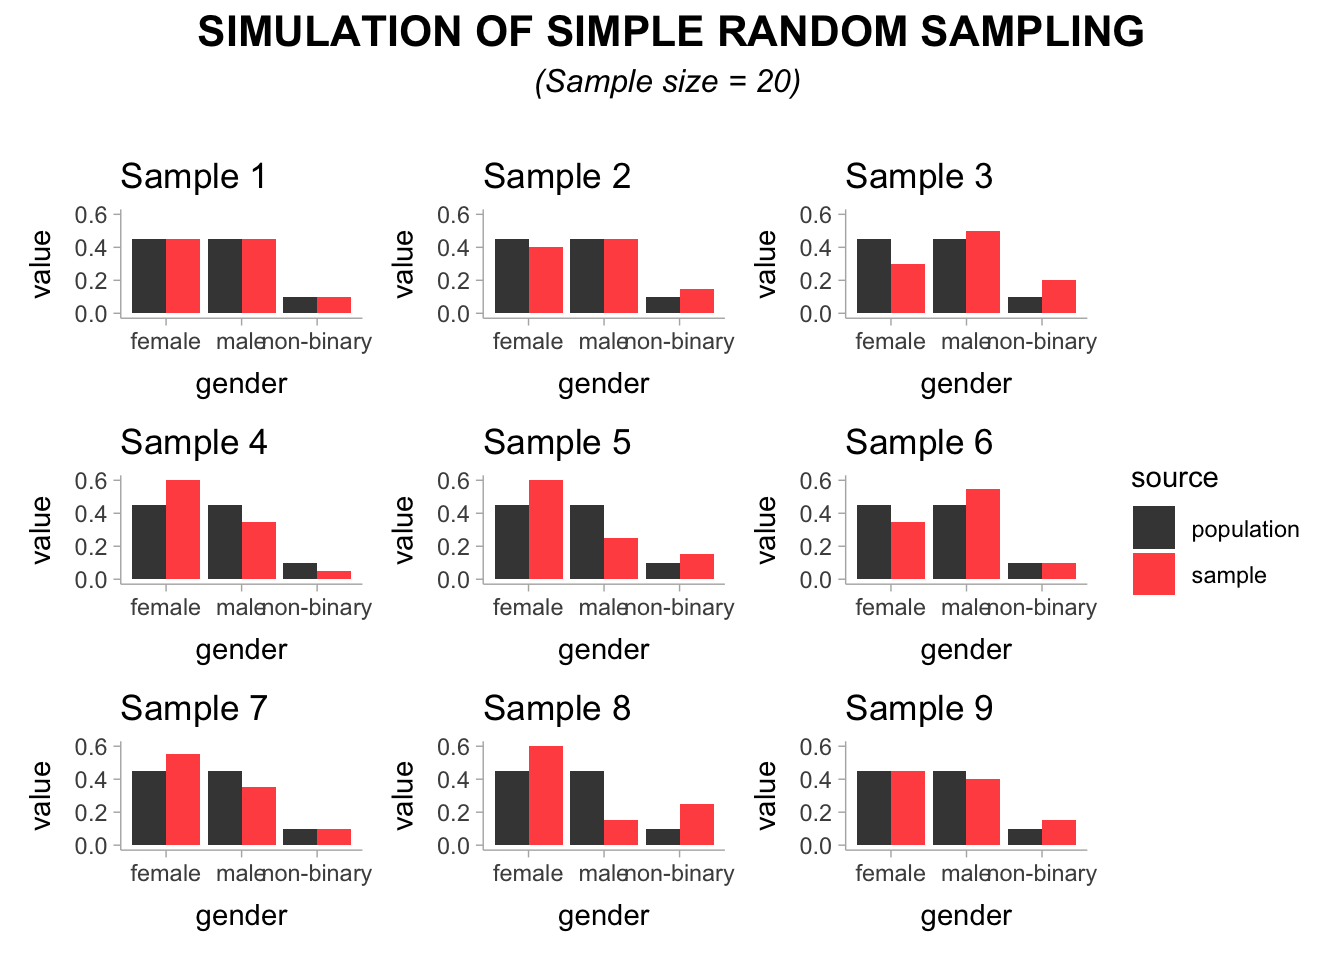 SIMULATION OF SIMPLE RANDOM SAMPLING
(Sample size = 20)
Sample 1
0.6
0.4
0.2
0.0
value
female male non-binary
gender
Sample 2
0.6
0.4
0.2
0.0
value
female male non-binary
gender
Sample 3
0.6
0.4
0.2
0.0
value
female male non-binary
gender
Sample 4
0.6
0.4
0.2
0.0
value
female male non-binary
gender
Sample 5
0.6
0.4
0.2
0.0
value
female male non-binary
gender
Sample 6
0.6
0.4
0.2
0.0
value
female male non-binary
gender
source
population
sample
Sample 7
0.6
0.4
0.2
0.0
value
female male non-binary
gender
Sample 8
0.6
0.4
0.2
0.0
value
female male non-binary
gender
Sample 9
0.6
0.4
0.2
0.0
value
female male non-binary
gender